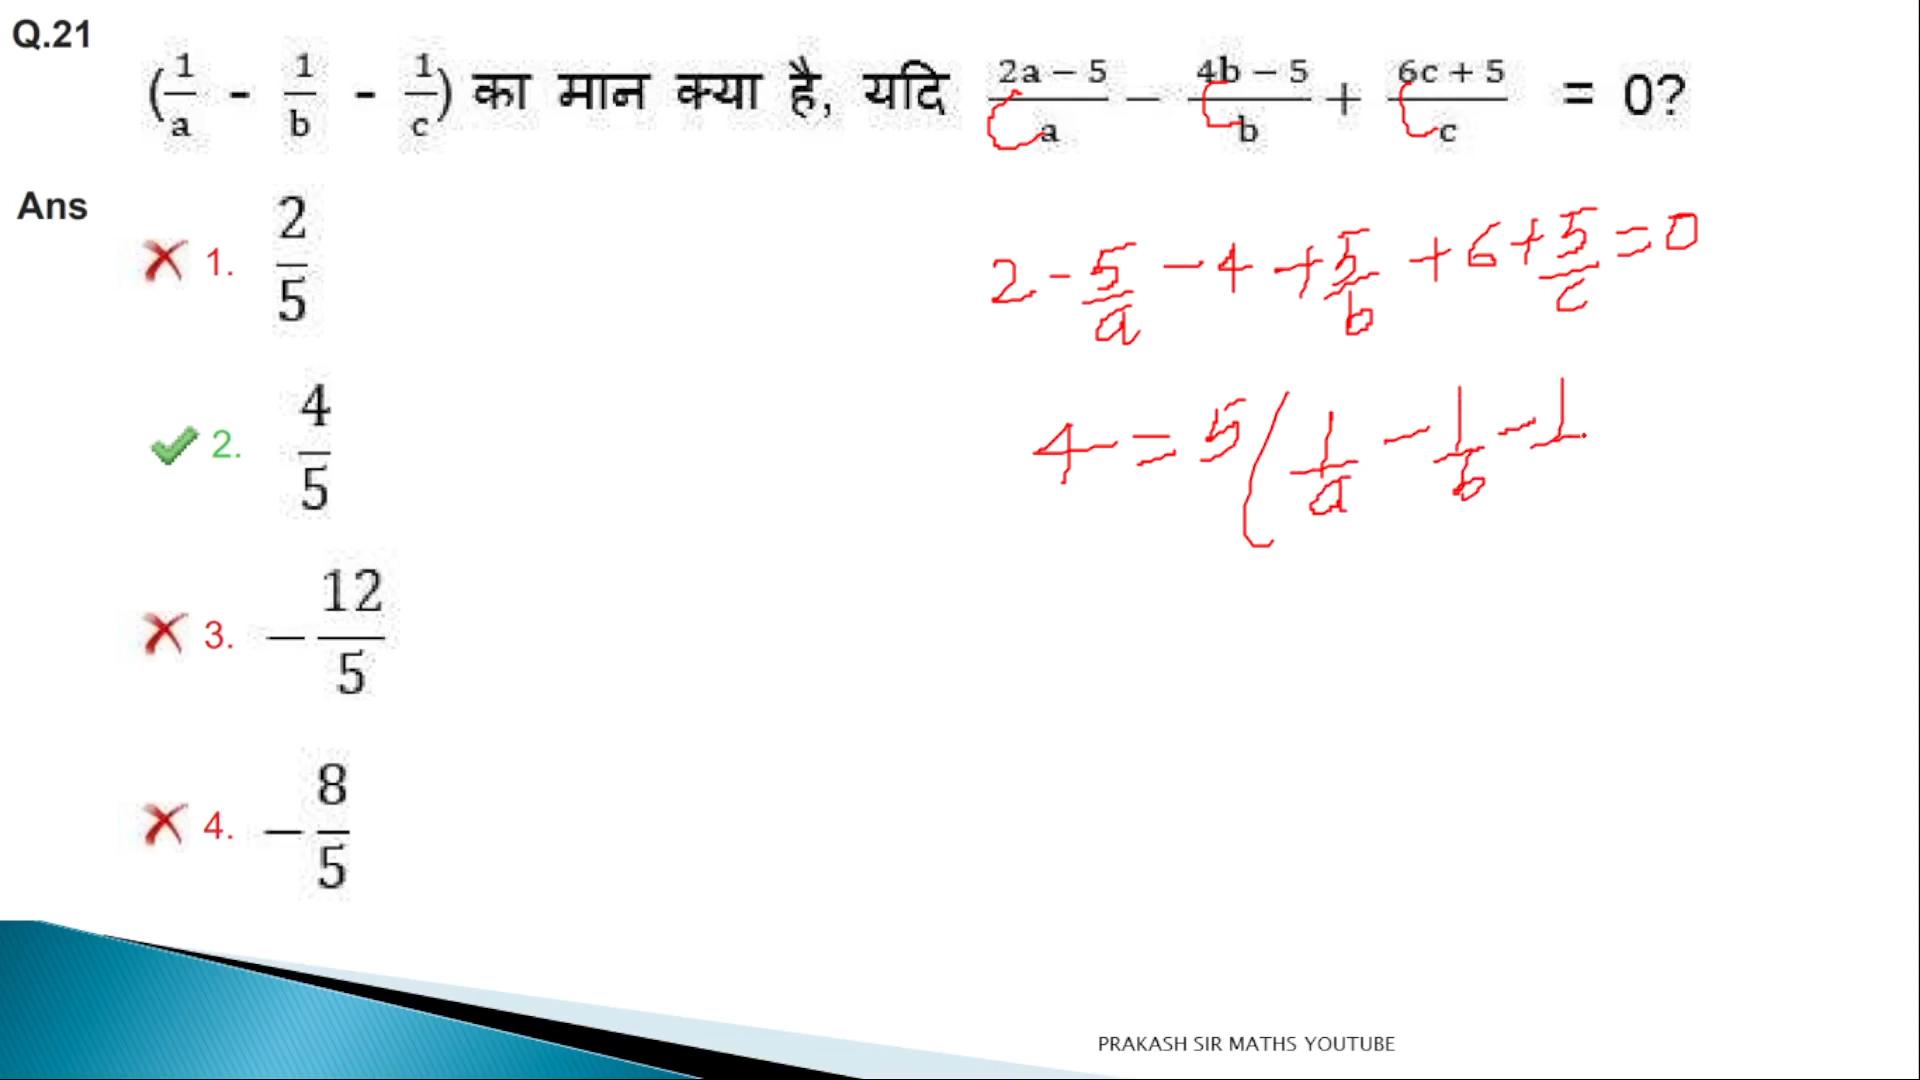 Q.21
(1/a - 1/b - 1/c) का मान क्या है, यदि (2a − 5)/a − (4b − 5)/b + (6c + 5)/c = 0?
Ans
1. 2/5
2. 4/5
3. −12/5
4. −8/5
2 - 5/a - 4 + 5/b + 6 + 5/c = 0
4 = 5(1/a - 1/b - 1
PRAKASH SIR MATHS YOUTUBE